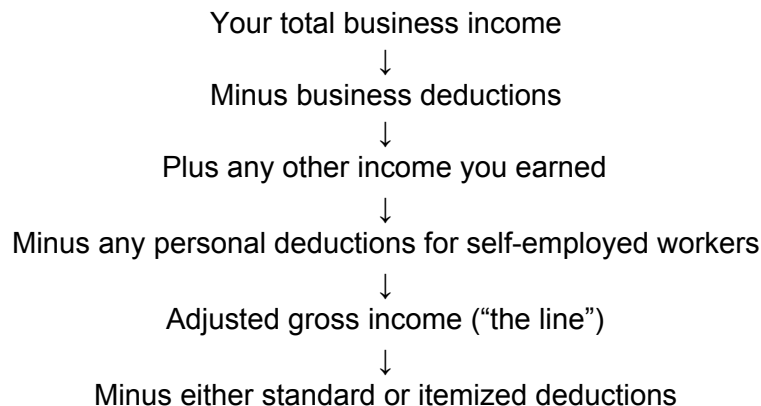 Your total business income
↓
Minus business deductions
↓
Plus any other income you earned
↓
Minus any personal deductions for self-employed workers
↓
Adjusted gross income (“the line”)
↓
Minus either standard or itemized deductions